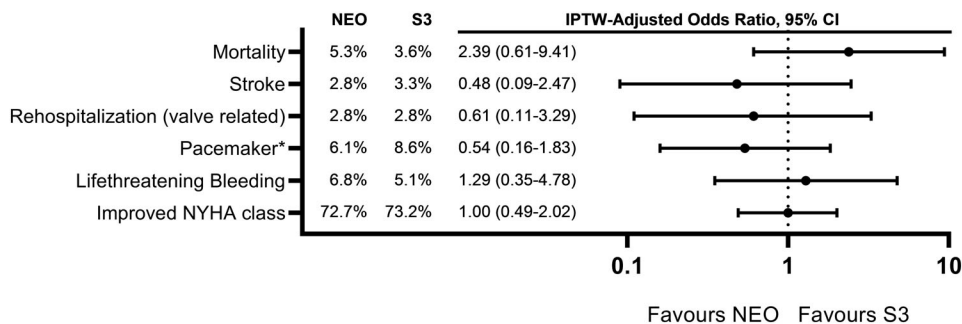 NEO S3 IPTW-Adjusted Odds Ratio, 95% CI
Mortality 5.3% 3.6% 2.39 (0.61-9.41)
Stroke 2.8% 3.3% 0.48 (0.09-2.47)
Rehospitalization (valve related) 2.8% 2.8% 0.61 (0.11-3.29)
Pacemaker* 6.1% 8.6% 0.54 (0.16-1.83)
Lifethreatening Bleeding 6.8% 5.1% 1.29 (0.35-4.78)
Improved NYHA class 72.7% 73.2% 1.00 (0.49-2.02)
0.1 1 10
Favours NEO Favours S3